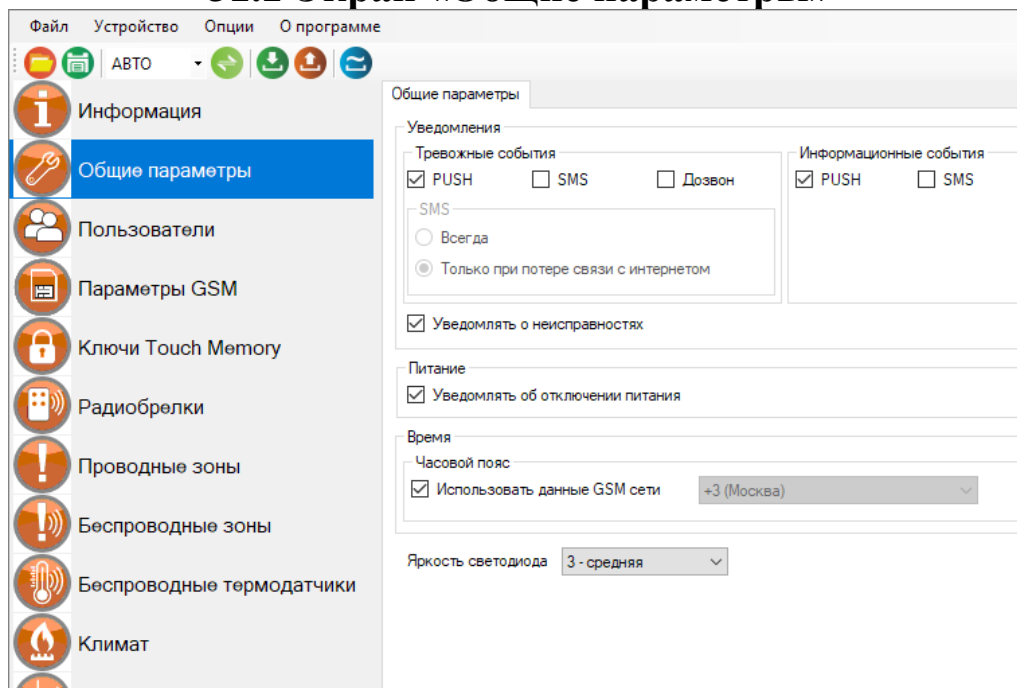 Экран «Общие параметры»
Файл Устройство Опции О программе
АВТО
Информация
Общие параметры
Пользователи
Параметры GSM
Ключи Touch Memory
Радиобрелки
Проводные зоны
Беспроводные зоны
Беспроводные термодатчики
Климат
Общие параметры
Уведомления
Тревожные события
PUSH SMS Дозвон
SMS
Всегда
Только при потере связи с интернетом
Информационные события
PUSH SMS
Уведомлять о неисправностях
Питание
Уведомлять об отключении питания
Время
Часовой пояс
Использовать данные GSM сети +3 (Москва)
Яркость светодиода 3 - средняя